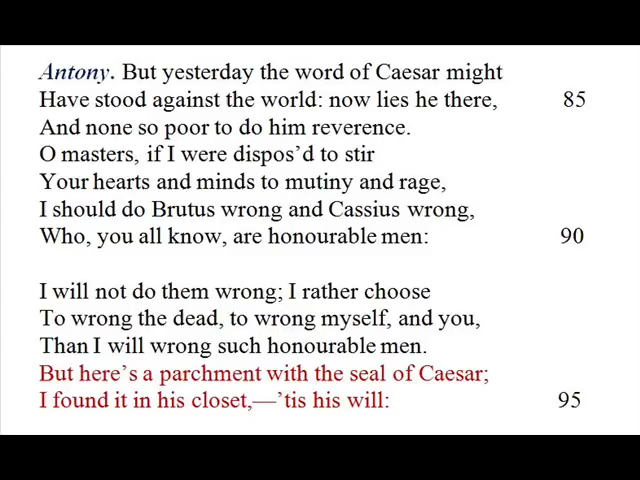 Antony. But yesterday the word of Caesar might
Have stood against the world: now lies he there, 85
And none so poor to do him reverence.
O masters, if I were dispos’d to stir
Your hearts and minds to mutiny and rage,
I should do Brutus wrong and Cassius wrong,
Who, you all know, are honourable men: 90
I will not do them wrong; I rather choose
To wrong the dead, to wrong myself, and you,
Than I will wrong such honourable men.
But here’s a parchment with the seal of Caesar;
I found it in his closet,—’tis his will: 95